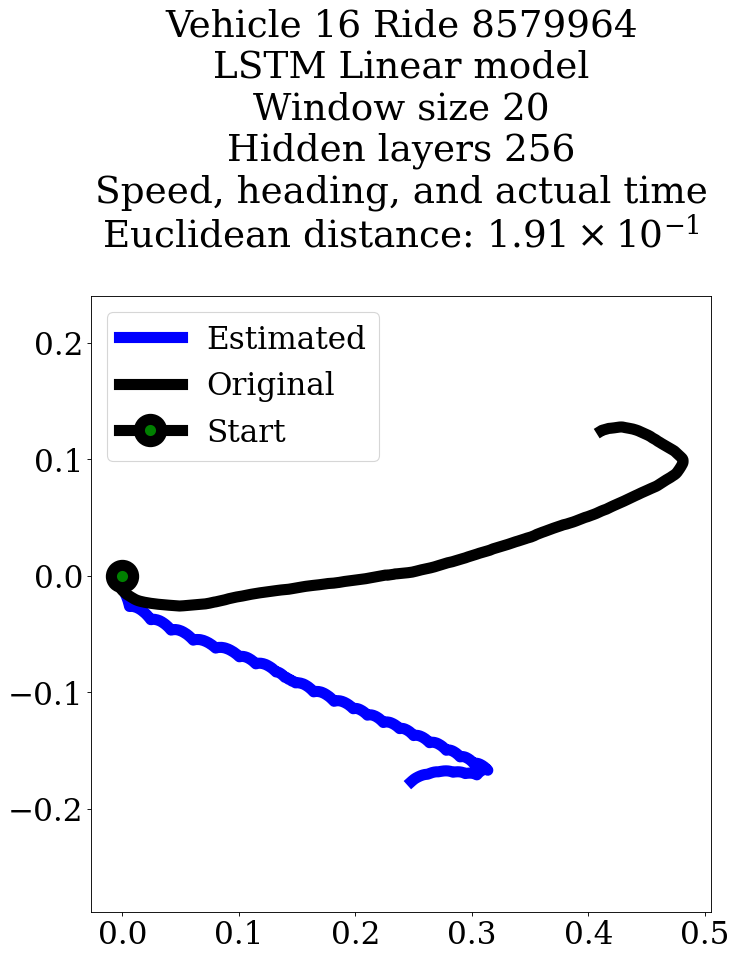 Vehicle 16 Ride 8579964
LSTM Linear model
Window size 20
Hidden layers 256
Speed, heading, and actual time
Euclidean distance: 1.91 × 10⁻¹
Estimated
Original
Start
0.2
0.1
0.0
−0.1
−0.2
0.0 0.1 0.2 0.3 0.4 0.5